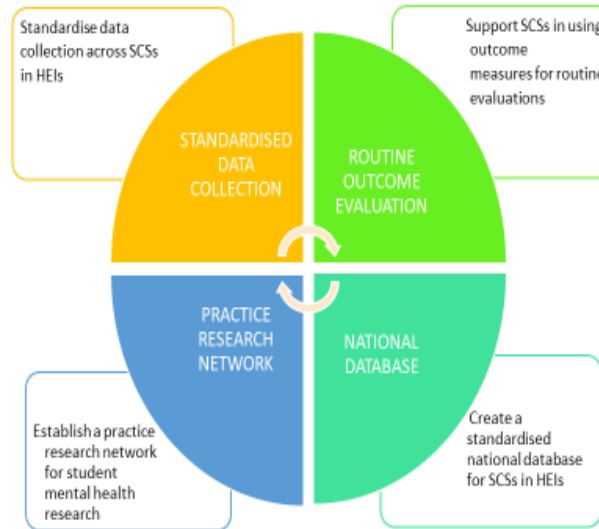 Standardise data
collection across SCSs
in HEIs
Support SCSs in using
outcome
measures for routine
evaluations
STANDARDISED
DATA
COLLECTION
ROUTINE
OUTCOME
EVALUATION
PRACTICE
RESEARCH
NETWORK
NATIONAL
DATABASE
Establish a practice
research network
for student
mental health
research
Create a
standardised
national database
for SCSs in HEIs